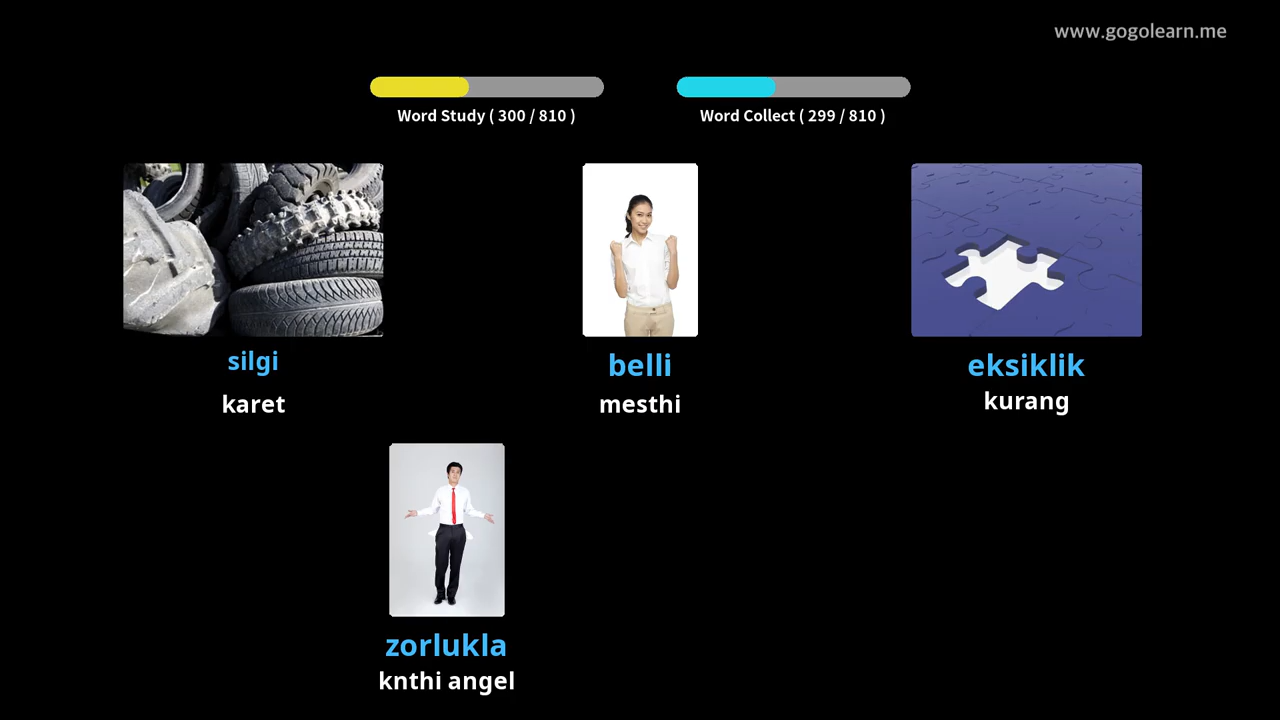 www.gogolearn.me
Word Study ( 300 / 810 )
Word Collect ( 299 / 810 )
silgi
karet
belli
mesthi
eksiklik
kurang
zorlukla
knthi angel